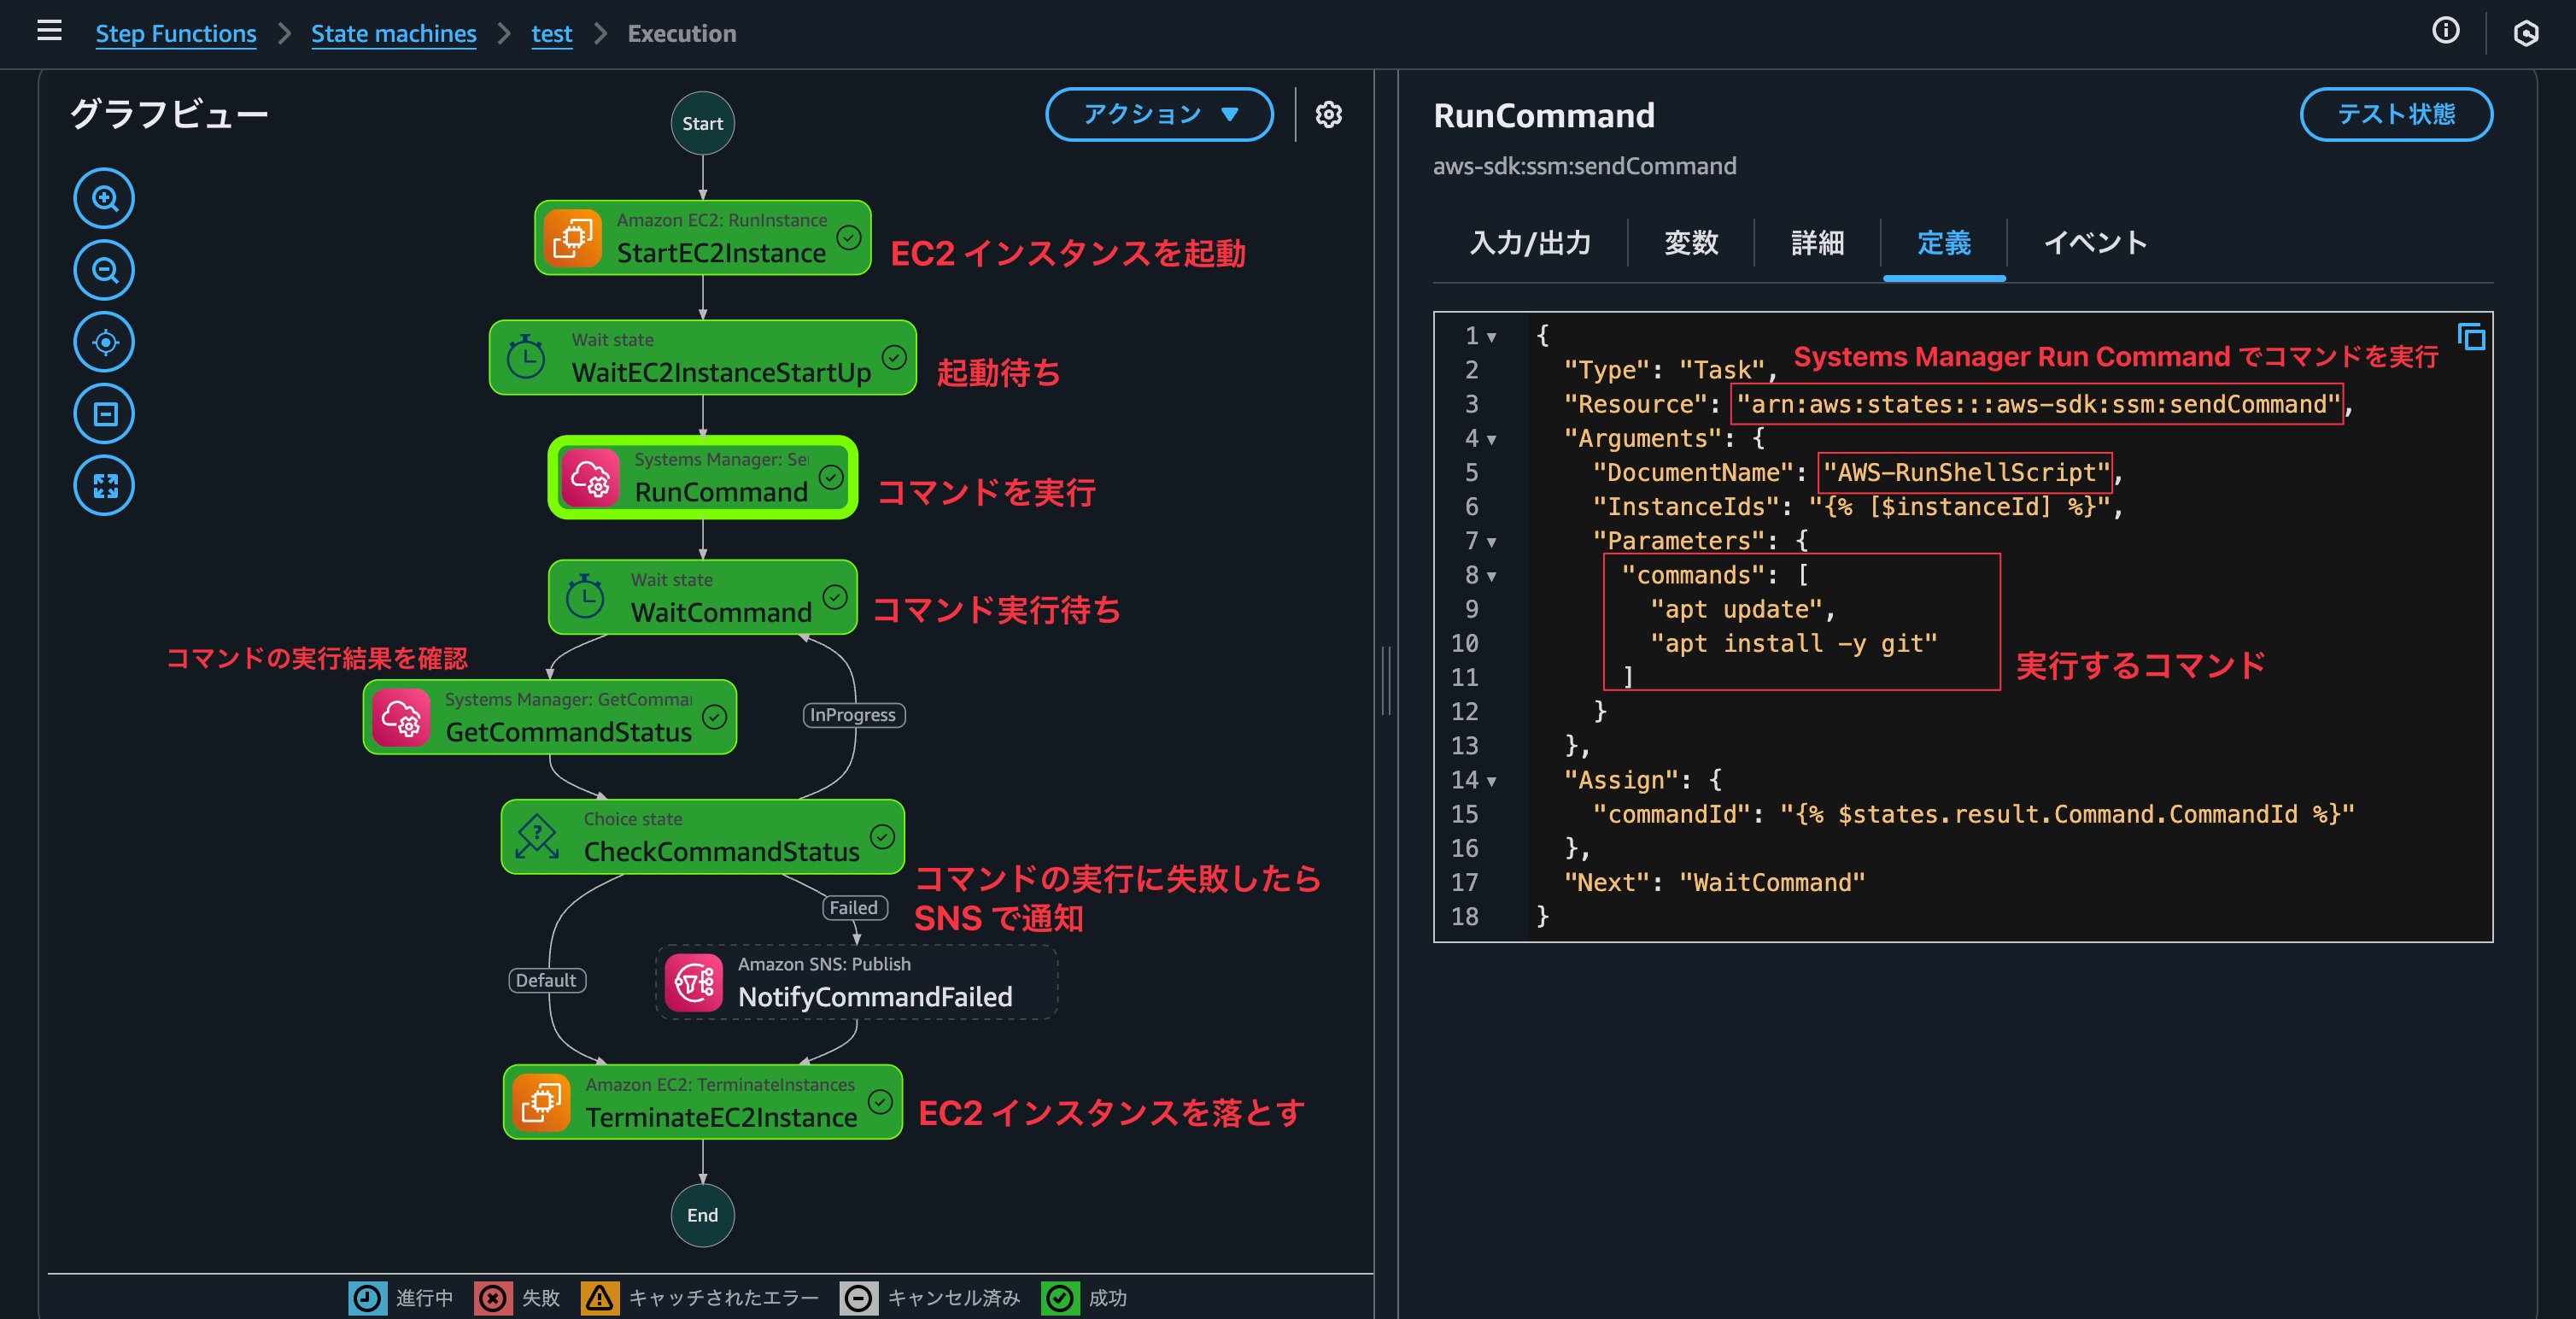 Step Functions > State machines > test > Execution
グラフビュー
アクション ▼
Start
Amazon EC2: RunInstance
StartEC2Instance
EC2 インスタンスを起動
Wait state
WaitEC2InstanceStartUp
起動待ち
Systems Manager: Se
RunCommand
コマンドを実行
Wait state
WaitCommand
コマンド実行待ち
コマンドの実行結果を確認
Systems Manager: GetComma
GetCommandStatus
InProgress
Choice state
CheckCommandStatus
コマンドの実行に失敗したら
SNS で通知
Failed
Default
Amazon SNS: Publish
NotifyCommandFailed
Amazon EC2: TerminateInstances
TerminateEC2Instance
EC2 インスタンスを落とす
End
進行中 失敗 キャッチされたエラー キャンセル済み 成功
RunCommand
テスト状態
aws-sdk:ssm:sendCommand
入力/出力 変数 詳細 定義 イベント
1 {
Systems Manager Run Command でコマンドを実行
2 "Type": "Task",
3 "Resource": "arn:aws:states:::aws-sdk:ssm:sendCommand",
4 "Arguments": {
5 "DocumentName": "AWS-RunShellScript",
6 "InstanceIds": "{% [$instanceId] %}",
7 "Parameters": {
8 "commands": [
9 "apt update",
10 "apt install -y git"
実行するコマンド
11 ]
12 }
13 },
14 "Assign": {
15 "commandId": "{% $states.result.Command.CommandId %}"
16 },
17 "Next": "WaitCommand"
18 }